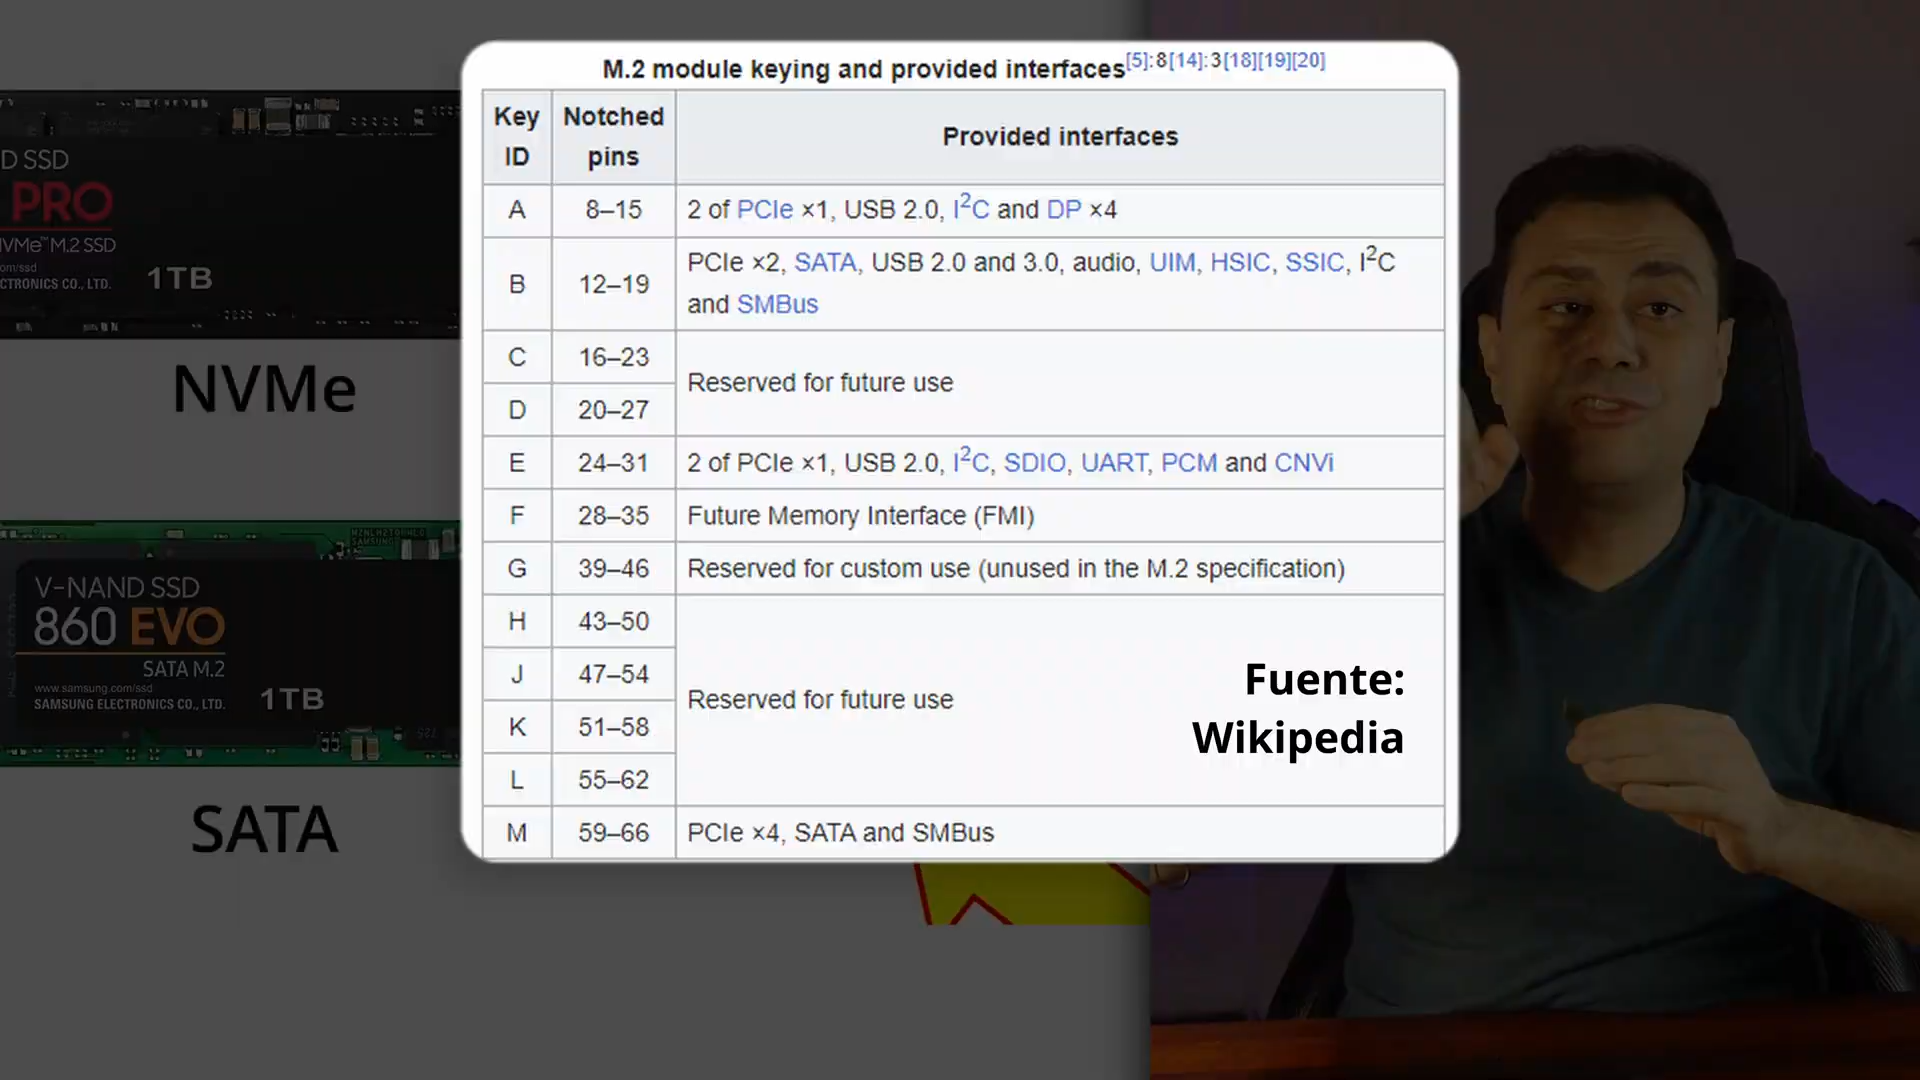 M.2 module keying and provided interfaces[5]:8[14]:3[18][19][20]
Key ID Notched pins Provided interfaces
A 8–15 2 of PCIe ×1, USB 2.0, I²C and DP ×4
B 12–19 PCIe ×2, SATA, USB 2.0 and 3.0, audio, UIM, HSIC, SSIC, I²C
and SMBus
C 16–23
Reserved for future use
D 20–27
E 24–31 2 of PCIe ×1, USB 2.0, I²C, SDIO, UART, PCM and CNVi
F 28–35 Future Memory Interface (FMI)
G 39–46 Reserved for custom use (unused in the M.2 specification)
H 43–50
J 47–54
Reserved for future use
K 51–58
L 55–62
M 59–66 PCIe ×4, SATA and SMBus
Fuente:
Wikipedia
D SSD
PRO
NVMe™ M.2 SSD
om/ssd
CTRONICS CO., LTD.
1TB
NVMe
V-NAND SSD
860 EVO
SATA M.2
www.samsung.com/ssd
SAMSUNG ELECTRONICS CO., LTD.
1TB
SATA